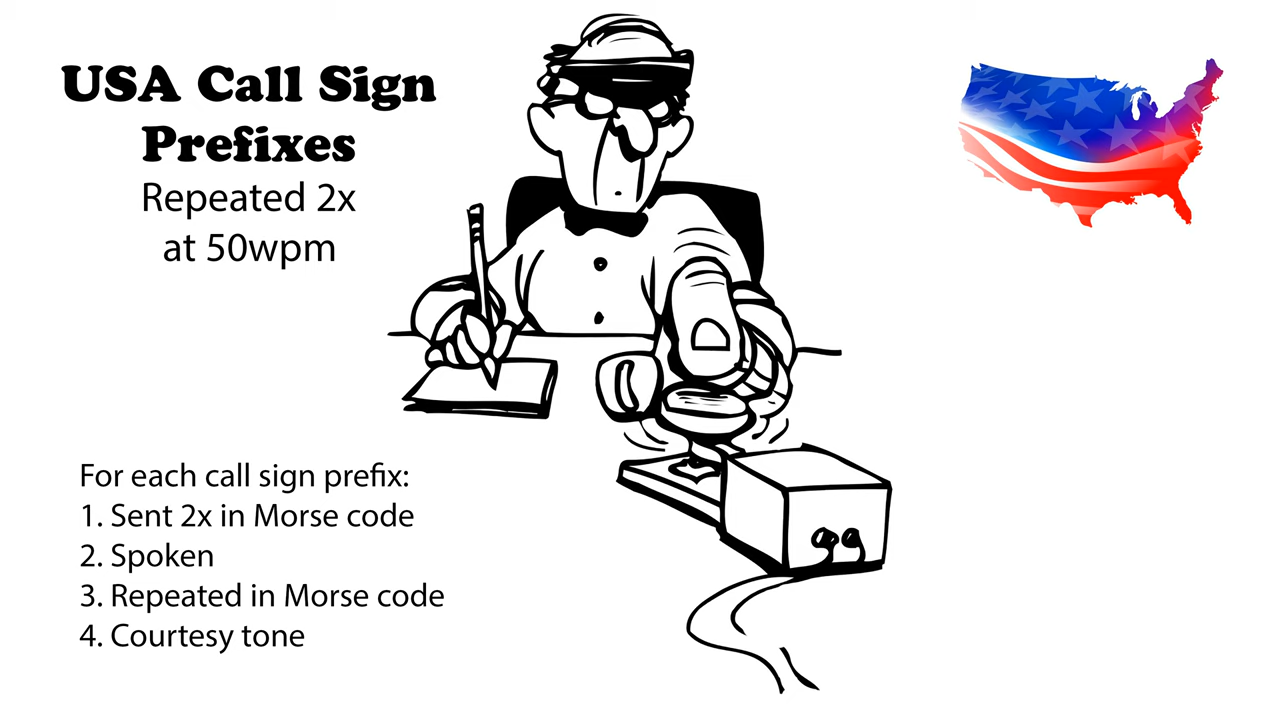 USA Call Sign
Prefixes
Repeated 2x
at 50wpm
For each call sign prefix:
1. Sent 2x in Morse code
2. Spoken
3. Repeated in Morse code
4. Courtesy tone